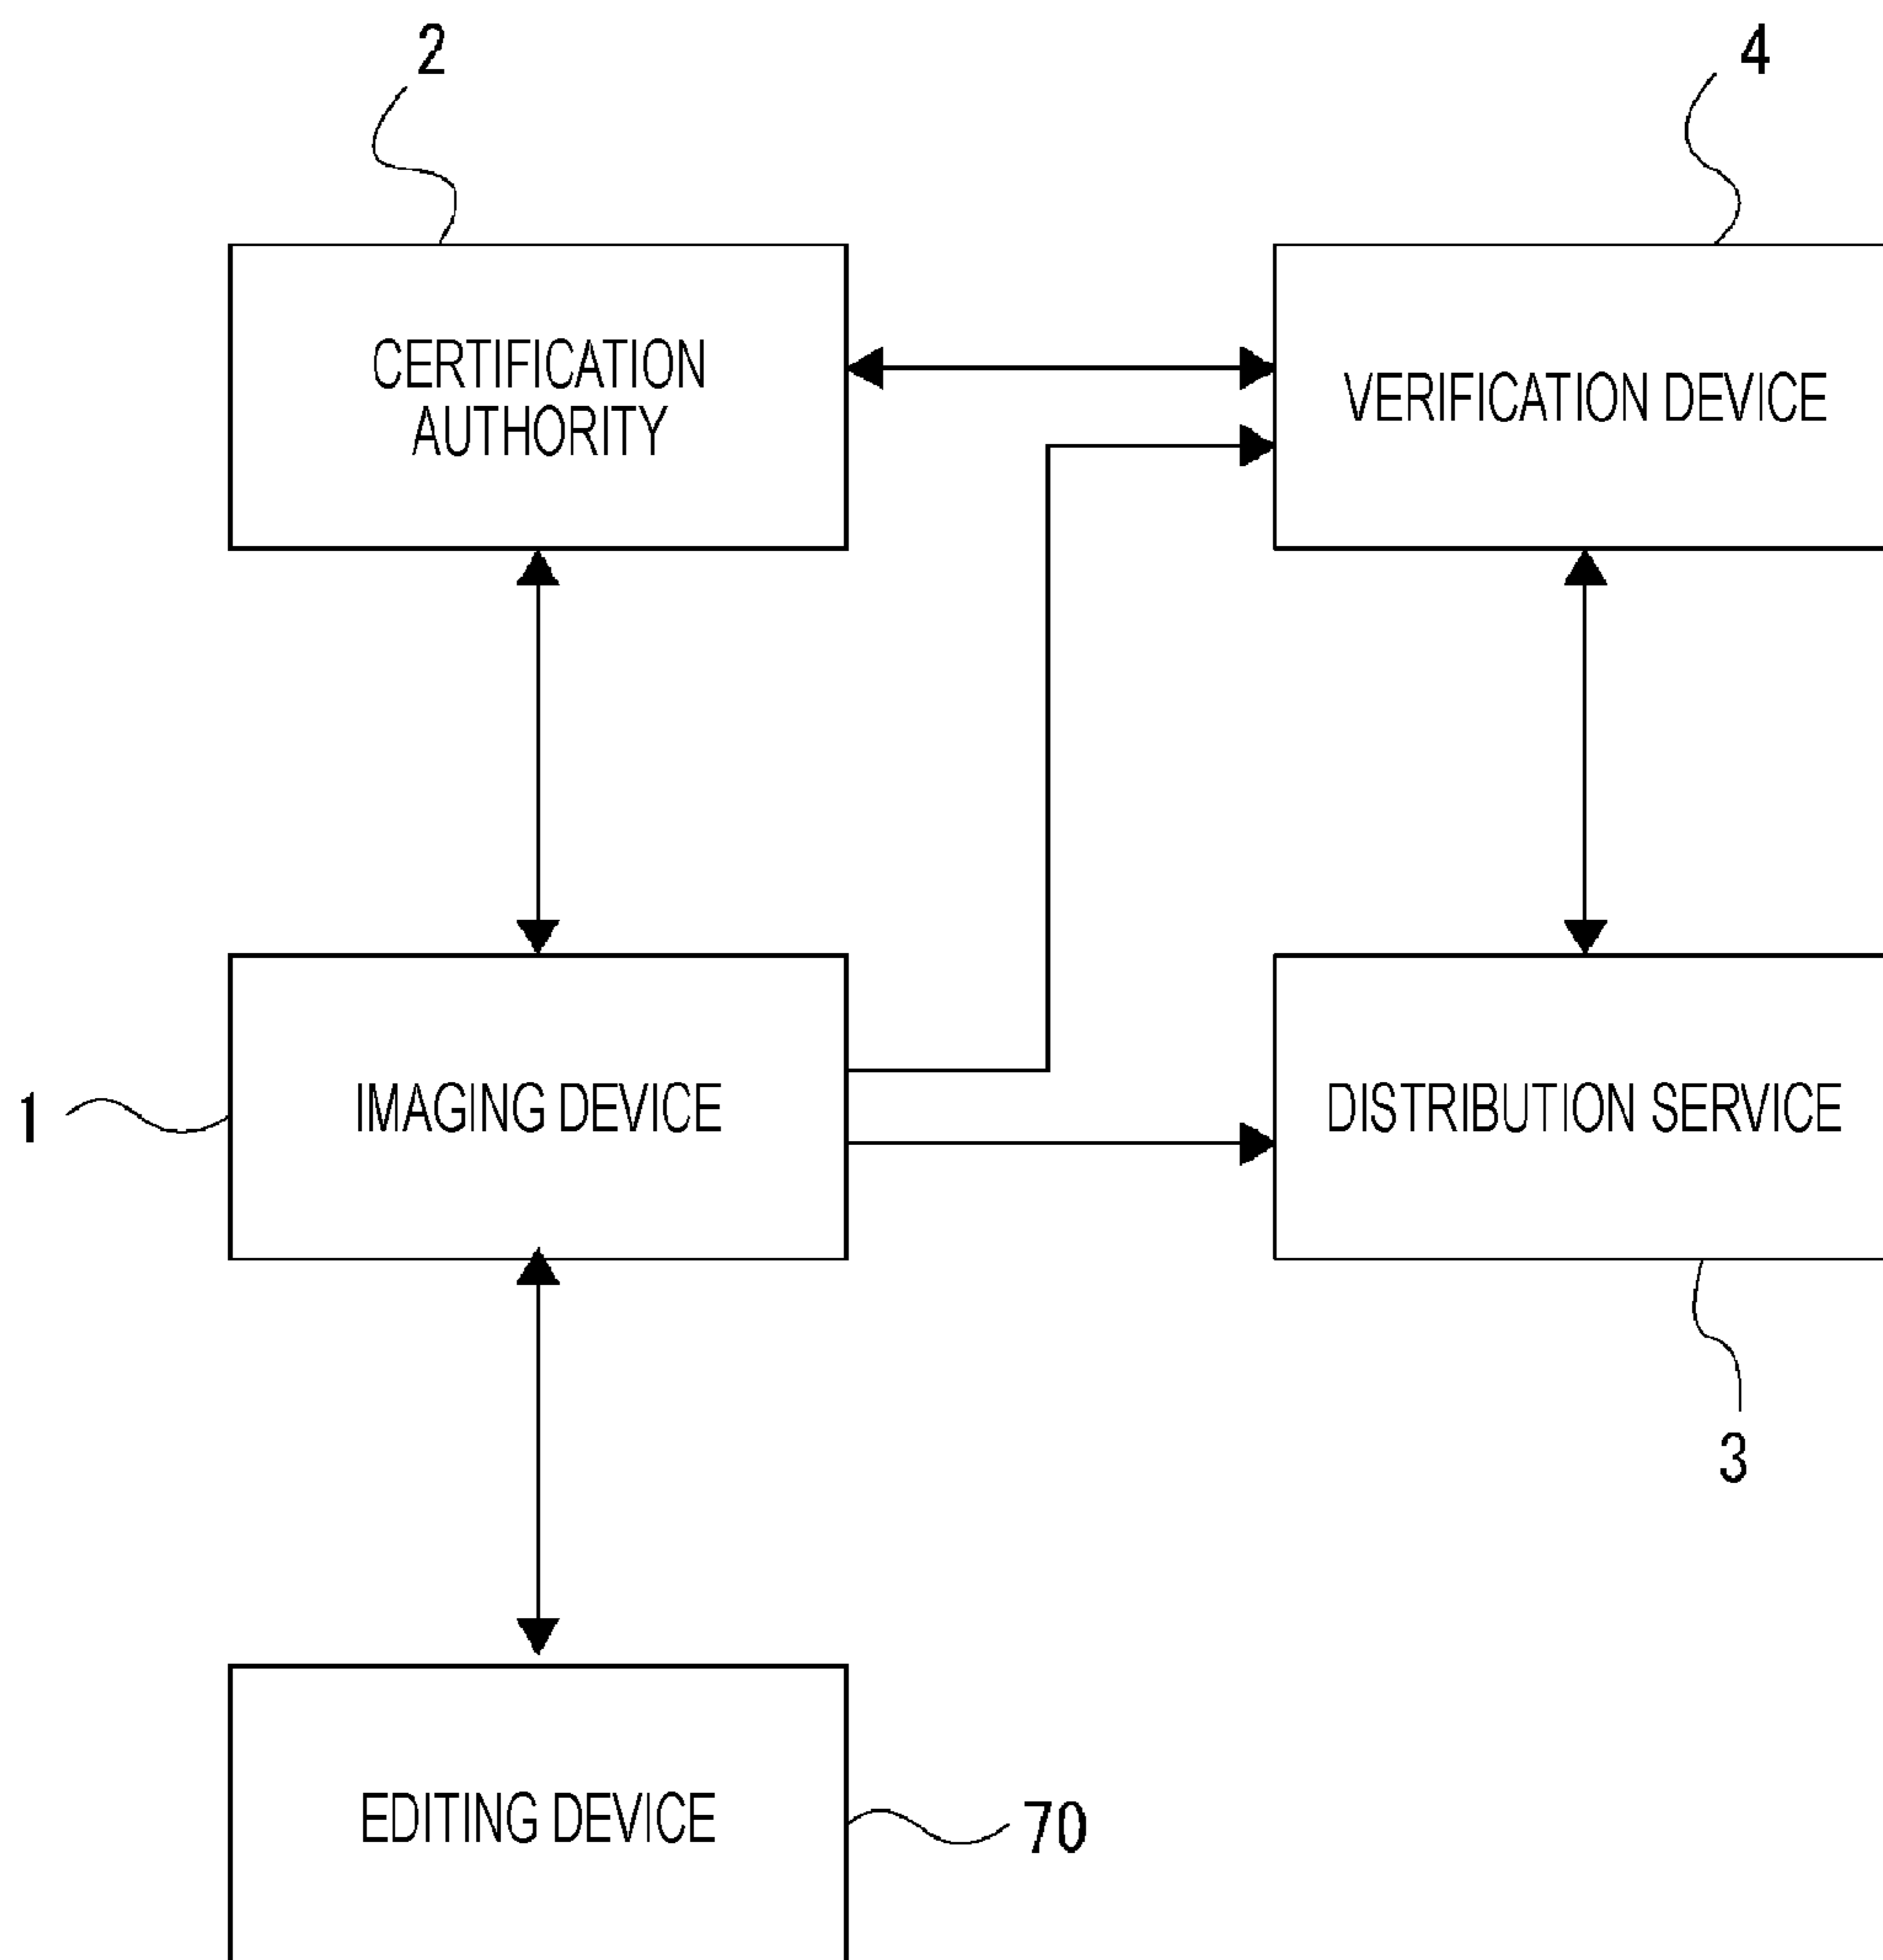 2
4
CERTIFICATION
AUTHORITY
VERIFICATION DEVICE
1
IMAGING DEVICE
DISTRIBUTION SERVICE
3
EDITING DEVICE
70